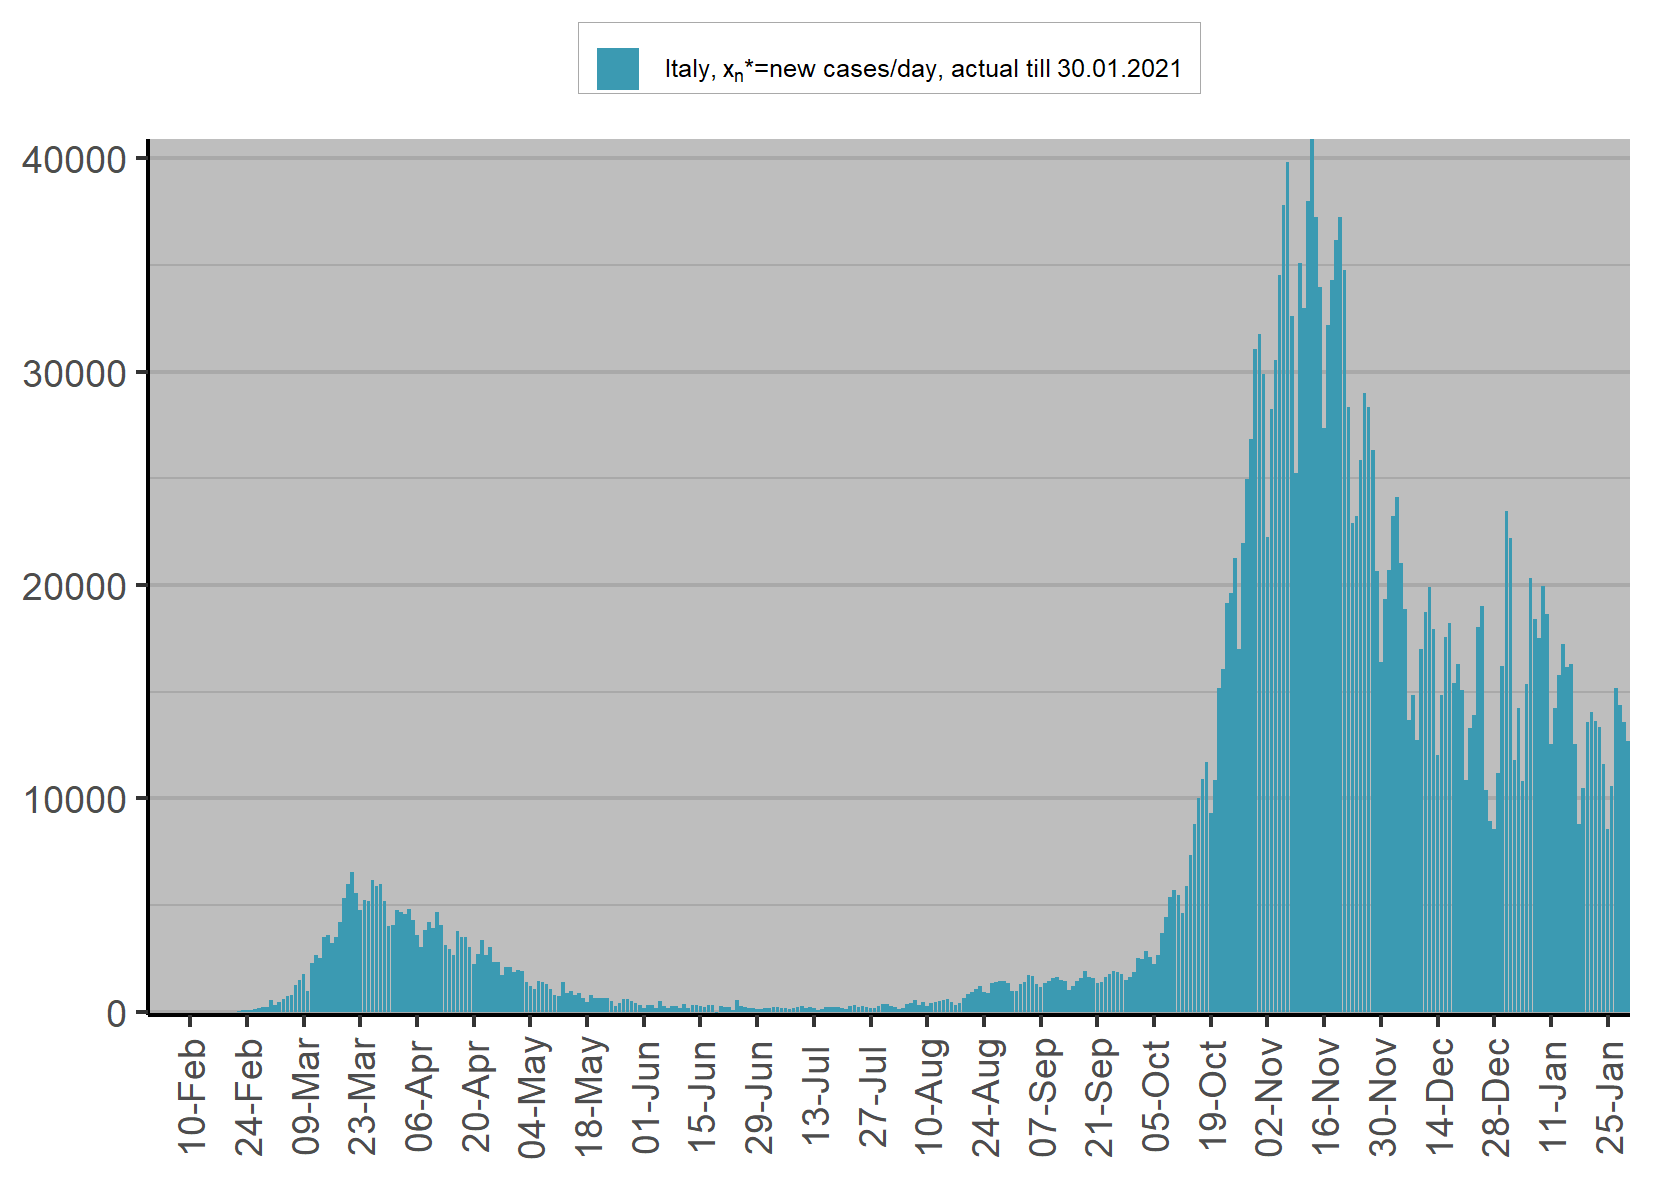 Italy, xₙ*=new cases/day, actual till 30.01.2021
40000
30000
20000
10000
0
10-Feb
24-Feb
09-Mar
23-Mar
06-Apr
20-Apr
04-May
18-May
01-Jun
15-Jun
29-Jun
13-Jul
27-Jul
10-Aug
24-Aug
07-Sep
21-Sep
05-Oct
19-Oct
02-Nov
16-Nov
30-Nov
14-Dec
28-Dec
11-Jan
25-Jan